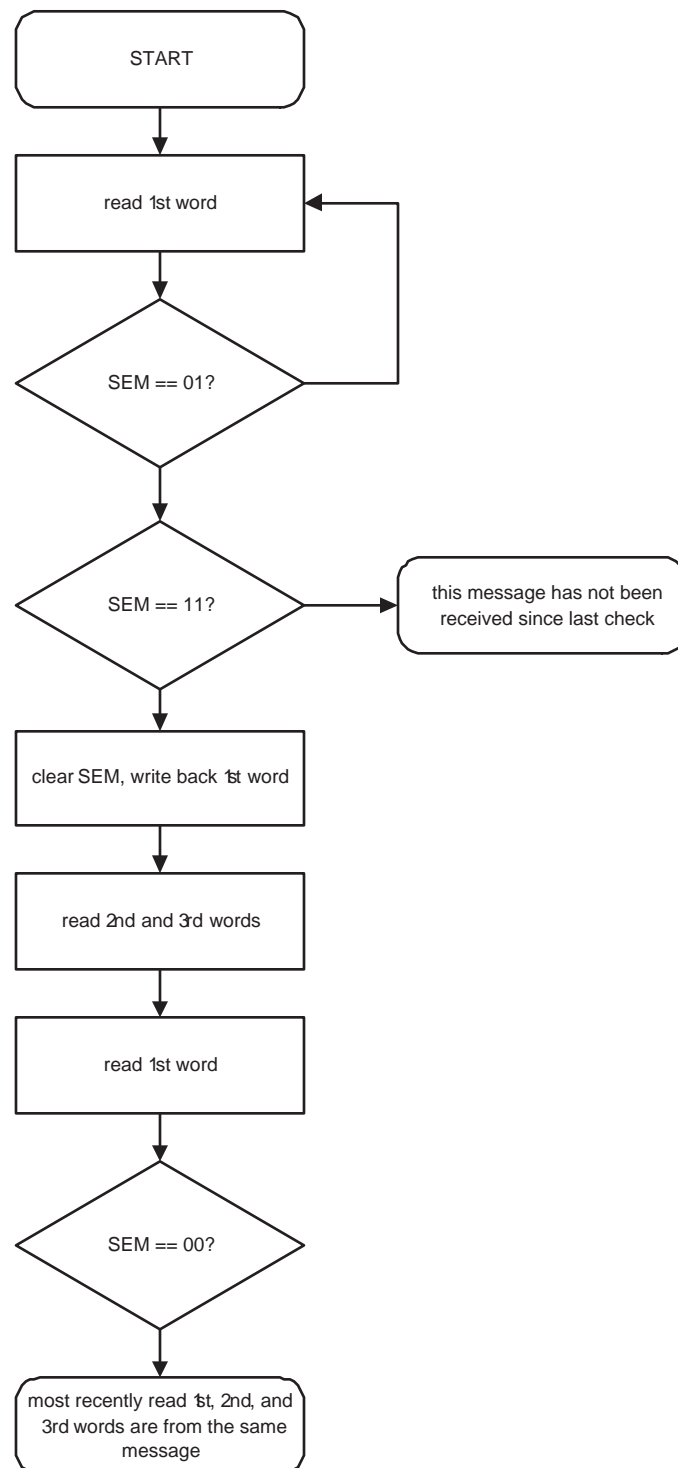 START
read 1st word
SEM == 01?
SEM == 11?
this message has not been
received since last check
clear SEM, write back 1st word
read 2nd and 3rd words
read 1st word
SEM == 00?
most recently read 1st, 2nd, and
3rd words are from the same
message